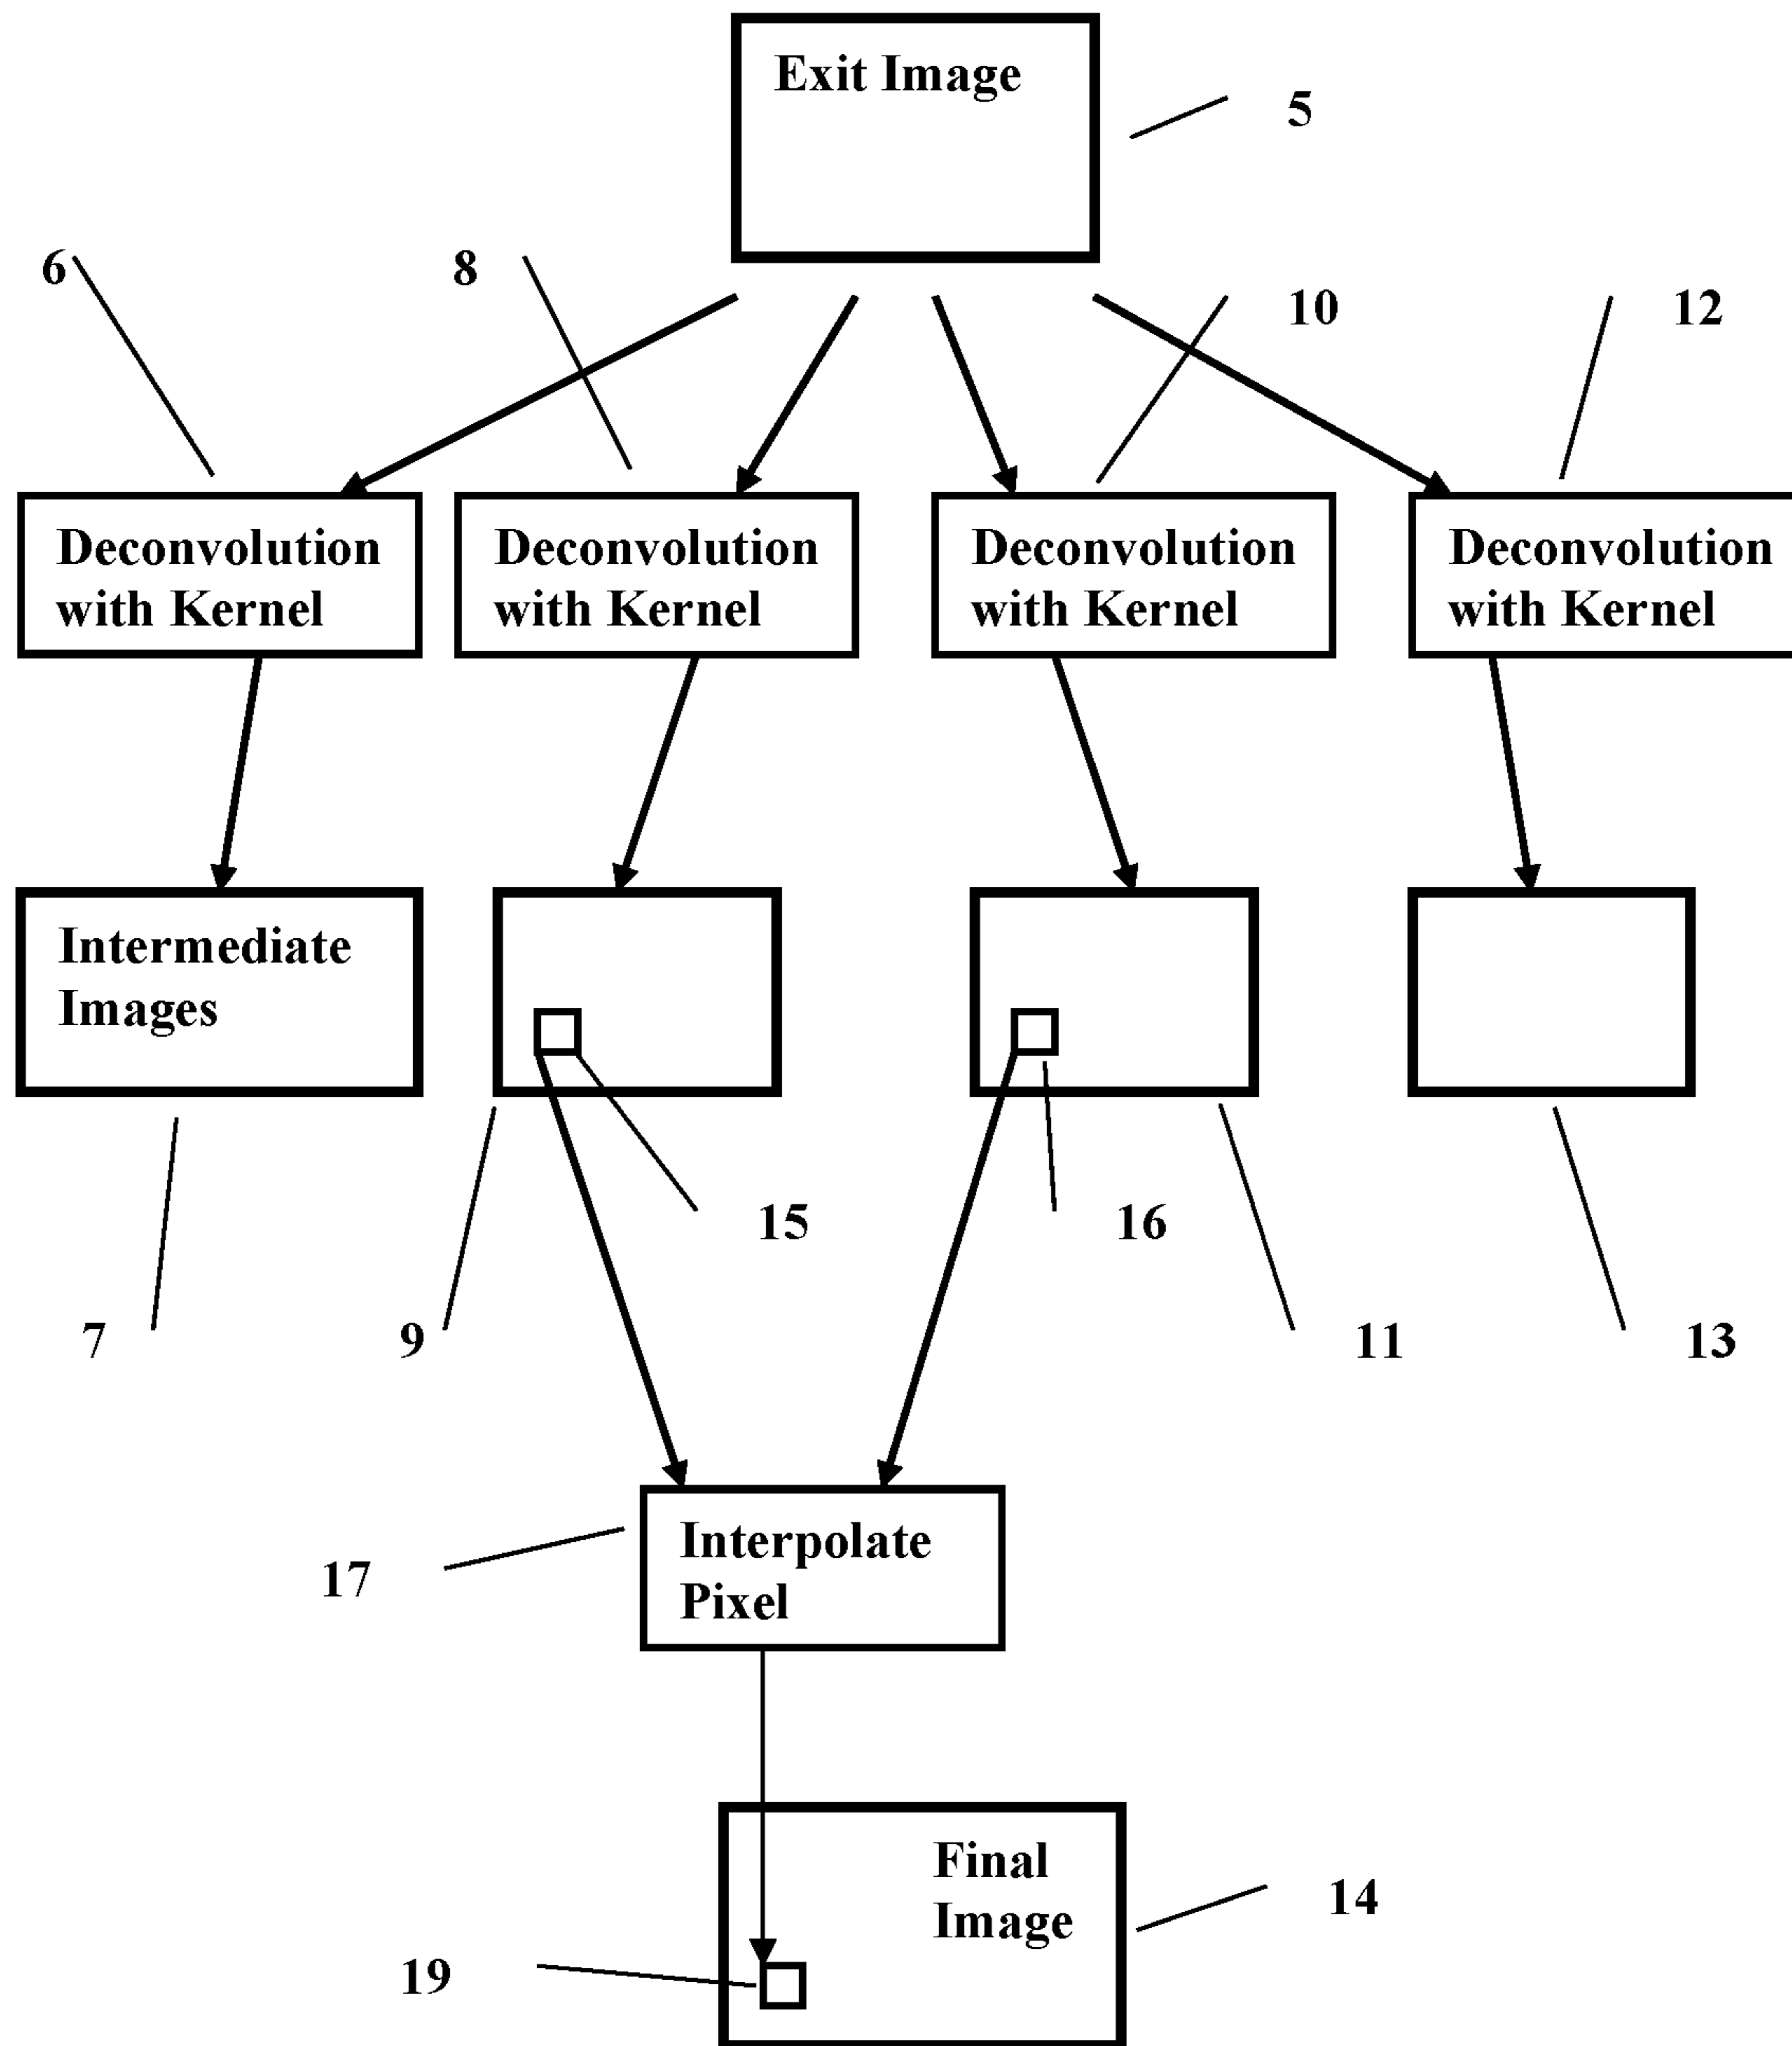 Exit Image
5
6
8
10
12
Deconvolution
with Kernel
Deconvolution
with Kernel
Deconvolution
with Kernel
Deconvolution
with Kernel
Intermediate
Images
15
16
7
9
11
13
Interpolate
Pixel
17
Final
Image
14
19